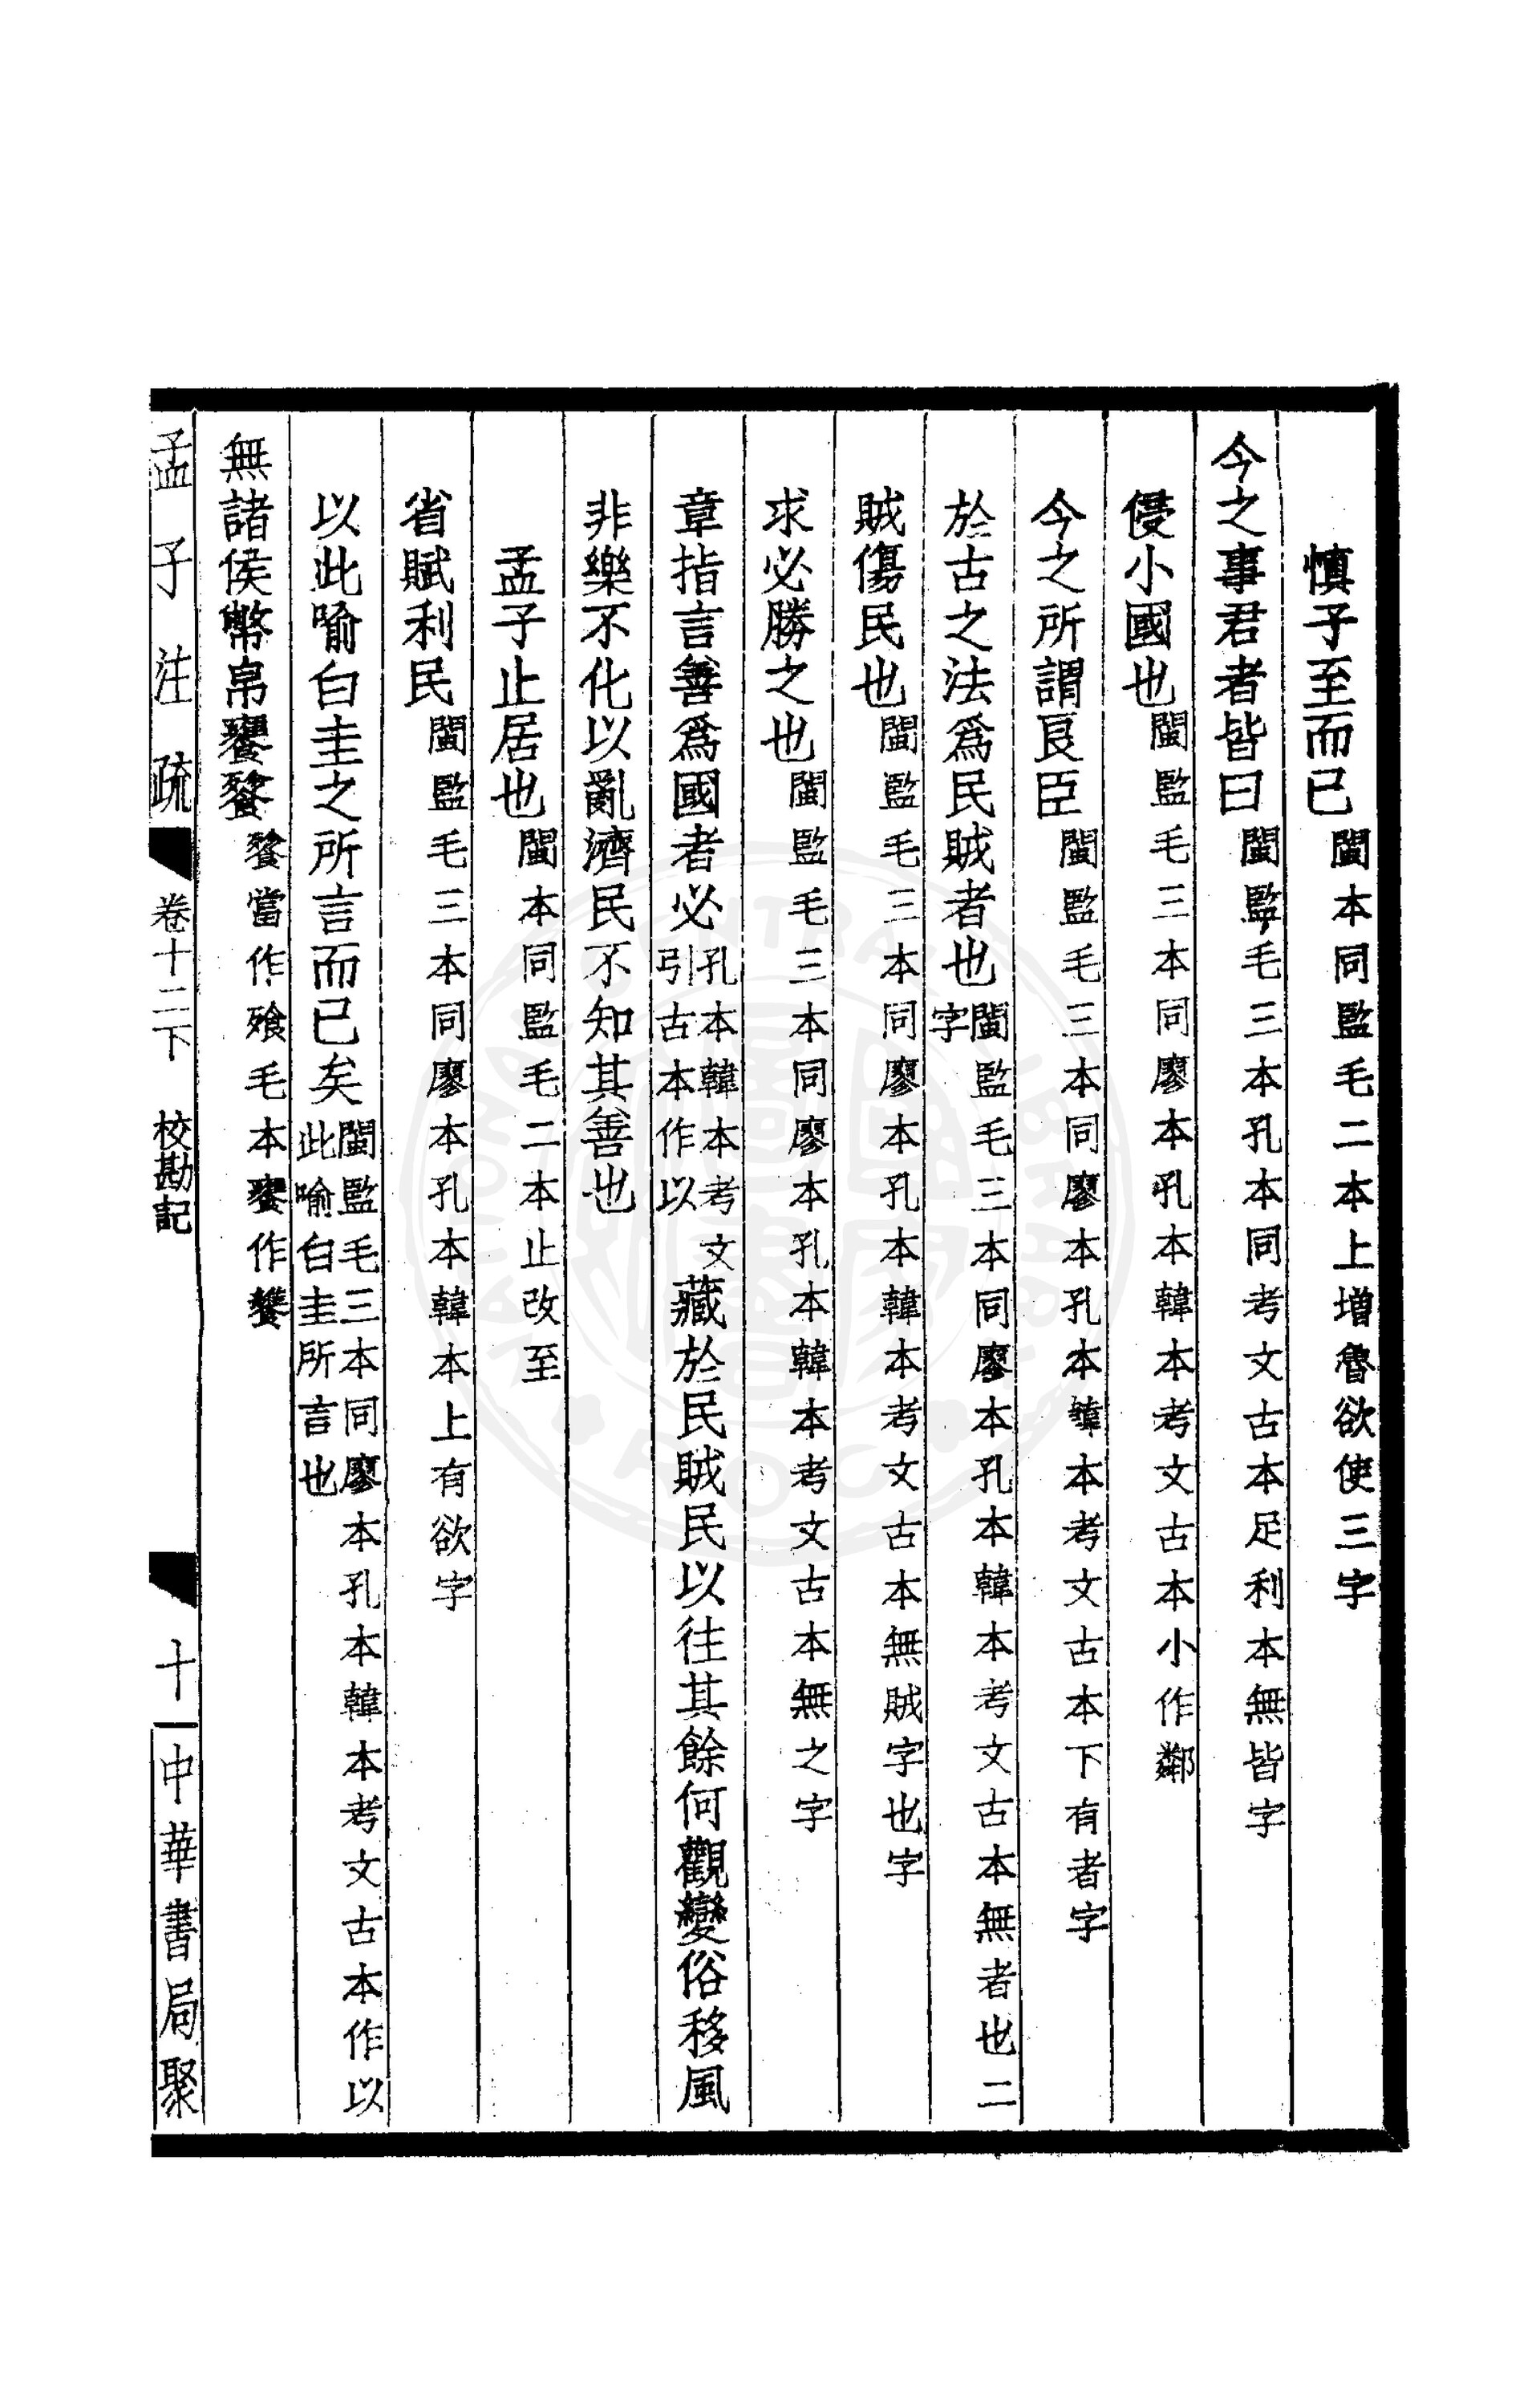 慎子至而已閩本同監毛二本上增魯欲使三字
今之事君者皆曰閩監毛三本孔本同考文古本足利本無皆字
侵小國也閩監毛三本同廖本孔本韓本考文古本小作鄰
今之所謂良臣閩監毛三本同廖本孔本韓本考文古本下有者字
於古之法爲民賊者也閩監毛三本同廖本孔本韓本考文古本無者也二字
賊傷民也閩監毛三本同廖本孔本韓本考文古本無賊字也字
求必勝之也閩監毛三本同廖本孔本韓本考文古本無之字
章指言善爲國者必孔本韓本考文引古本作以藏於民賊民以往其餘何觀變俗移風
非樂不化以亂濟民不知其善也
孟子止居也閩本同監毛二本止改至
省賦利民閩監毛三本同廖本孔本韓本上有欲字
以此喻白圭之所言而已矣閩監毛三本同廖本孔本韓本考文古本作以此喻白圭所言也
無諸侯幣帛饔餮餮當作飱毛本饔作饔
孟子注疏 卷十二下 校勘記 十一 中華書局聚